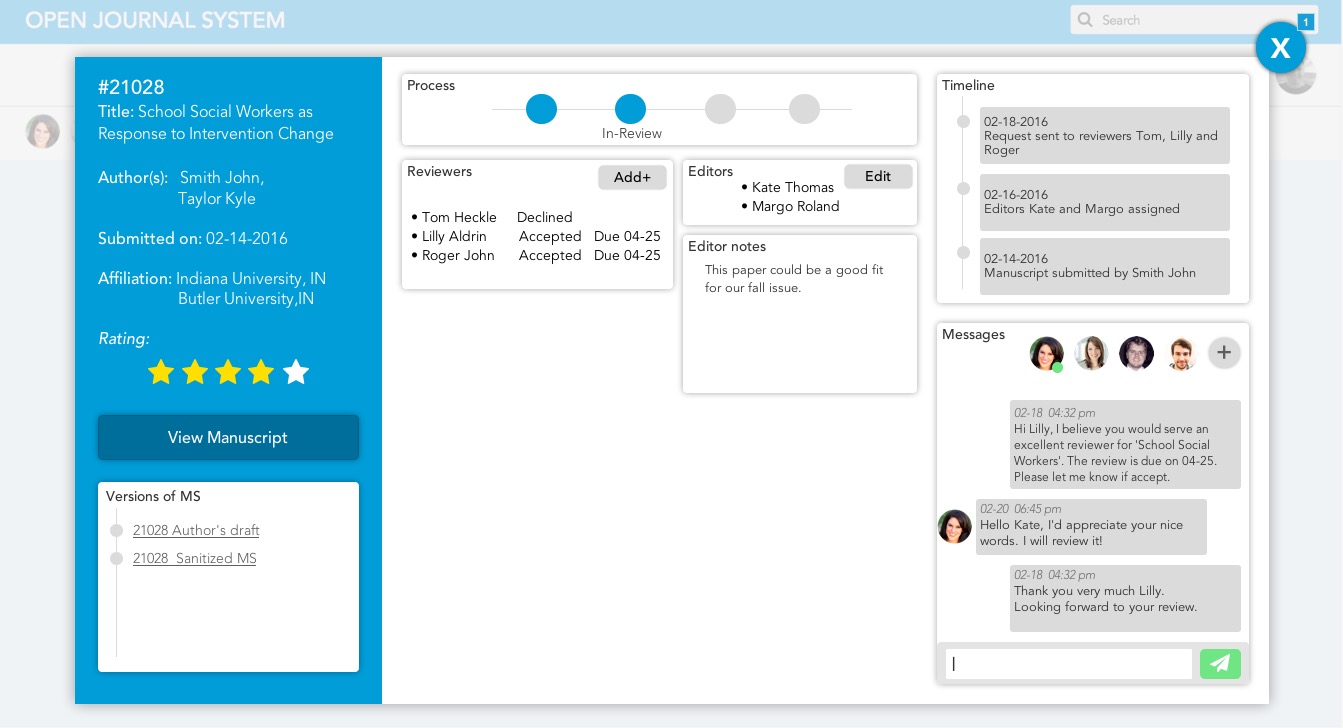 OPEN JOURNAL SYSTEM
Search
1
X
#21028
Title: School Social Workers as
Response to Intervention Change
Author(s): Smith John,
Taylor Kyle
Submitted on: 02-14-2016
Affiliation: Indiana University, IN
Butler University,IN
Rating:
View Manuscript
Versions of MS
21028 Author's draft
21028 Sanitized MS
Process
In-Review
Reviewers
Add+
• Tom Heckle Declined
• Lilly Aldrin Accepted Due 04-25
• Roger John Accepted Due 04-25
Editors
Edit
• Kate Thomas
• Margo Roland
Editor notes
This paper could be a good fit
for our fall issue.
Timeline
02-18-2016
Request sent to reviewers Tom, Lilly and
Roger
02-16-2016
Editors Kate and Margo assigned
02-14-2016
Manuscript submitted by Smith John
Messages
+
02-18 04:32 pm
Hi Lilly, I believe you would serve an
excellent reviewer for 'School Social
Workers'. The review is due on 04-25.
Please let me know if accept.
02-20 06:45 pm
Hello Kate, I'd appreciate your nice
words. I will review it!
02-18 04:32 pm
Thank you very much Lilly.
Looking forward to your review.